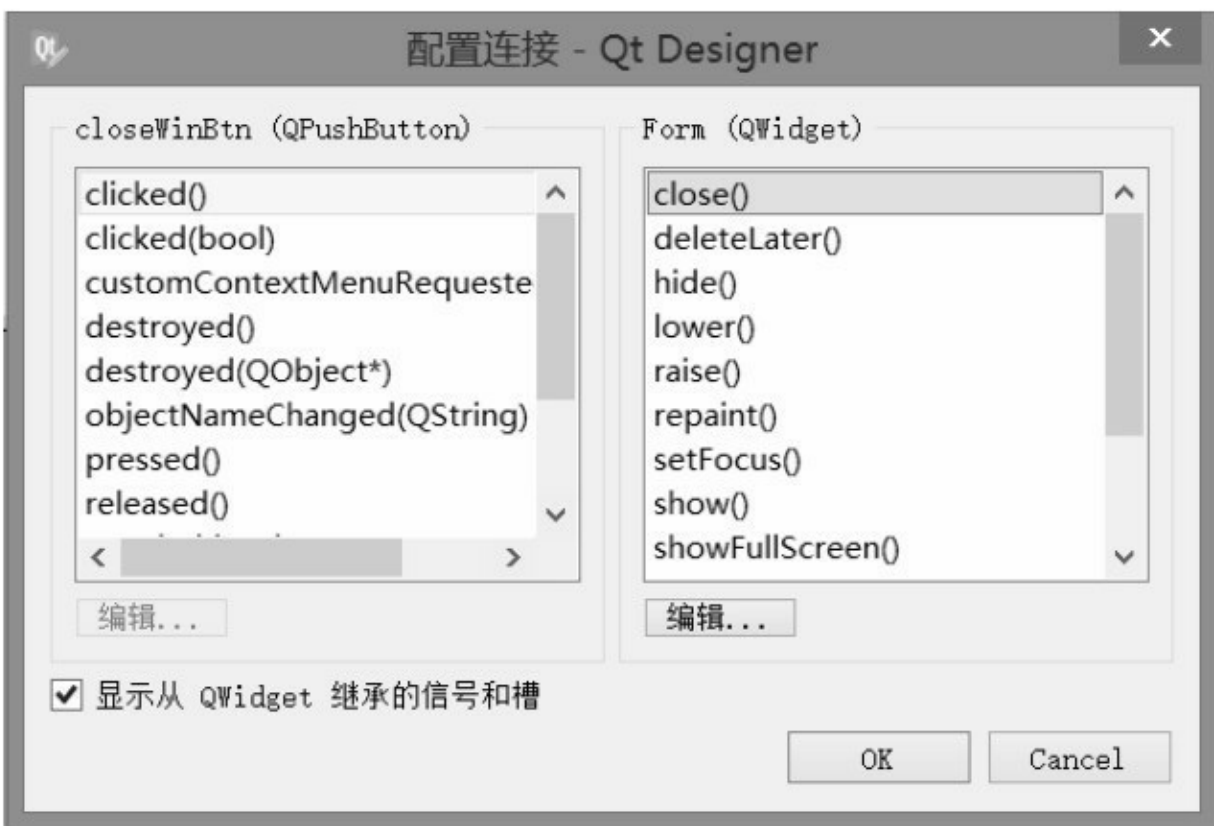 配置连接 - Qt Designer
closeWinBtn (QPushButton)
clicked()
clicked(bool)
customContextMenuRequeste
destroyed()
destroyed(QObject*)
objectNameChanged(QString)
pressed()
released()
编辑...
Form (QWidget)
close()
deleteLater()
hide()
lower()
raise()
repaint()
setFocus()
show()
showFullScreen()
编辑...
显示从 QWidget 继承的信号和槽
OK
Cancel